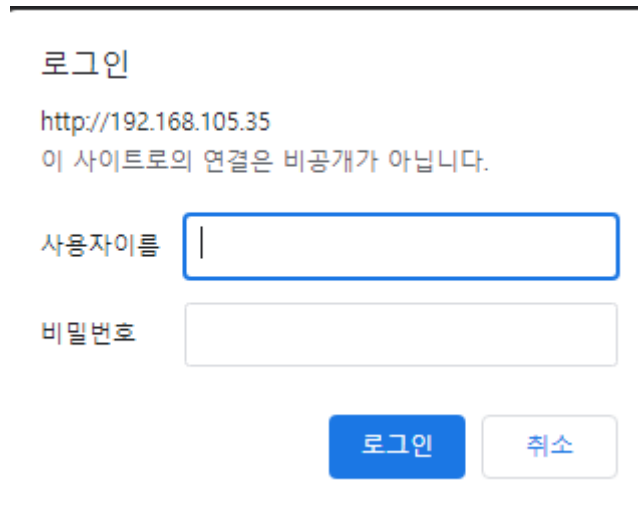 로그인
http://192.168.105.35
이 사이트로의 연결은 비공개가 아닙니다.
사용자이름
비밀번호
로그인 취소